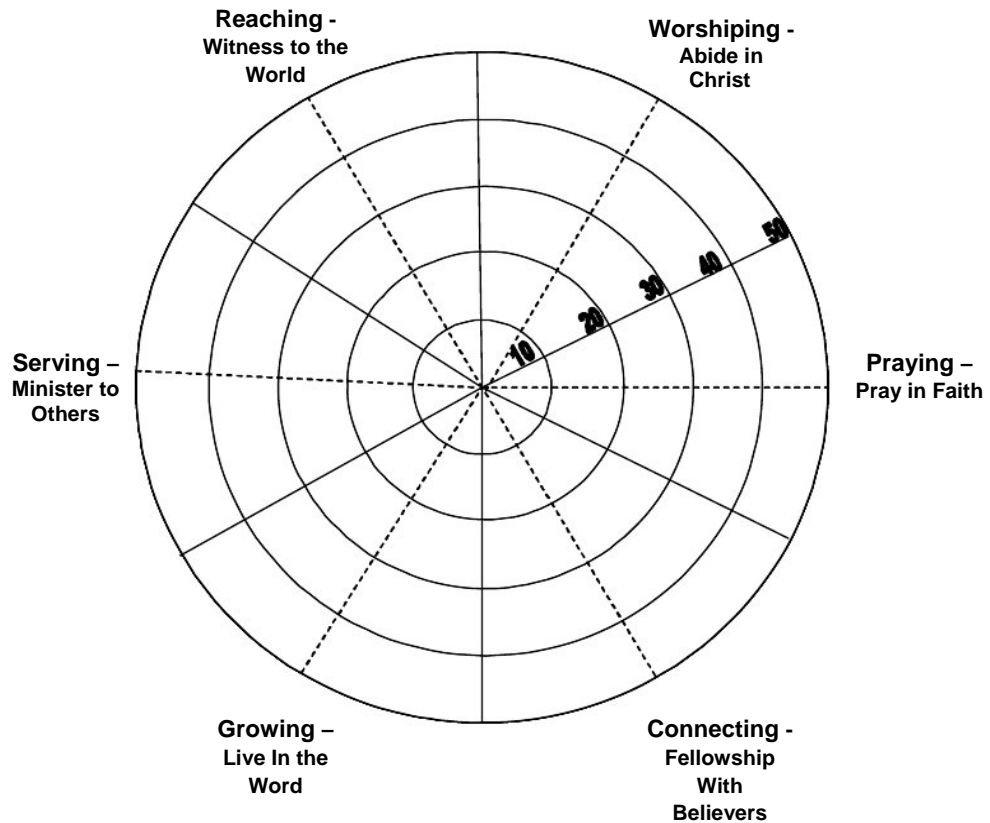 Reaching -
Witness to the
World
Worshiping -
Abide in
Christ
50
40
30
20
10
Serving –
Minister to
Others
Praying –
Pray in Faith
Growing –
Live In the
Word
Connecting -
Fellowship
With
Believers